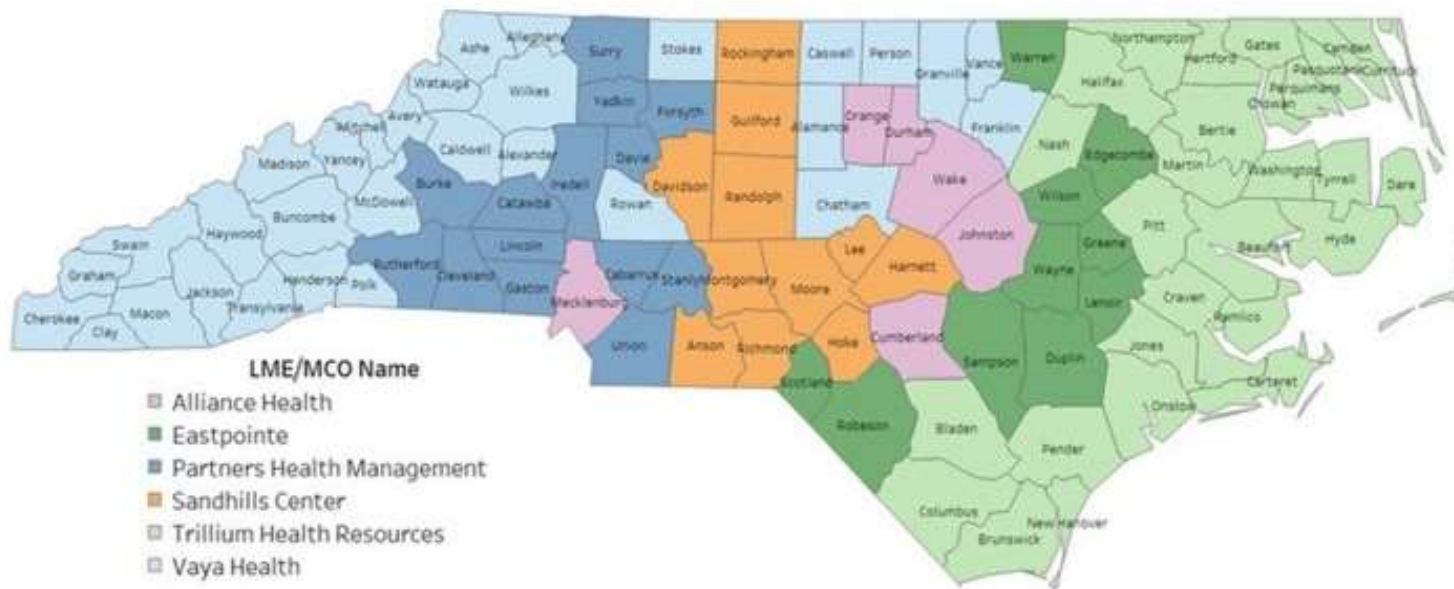 Ashe
Alleghany
Surry
Stokes
Rockingham
Caswell
Person
Granville
Vance
Warren
Northampton
Gates
Camden
Currituck
Hertford
Pasquotank
Perquimans
Chowan
Halifax
Watauga
Wilkes
Yadkin
Forsyth
Guilford
Alamance
Orange
Durham
Franklin
Nash
Bertie
Avery
Mitchell
Yancey
Madison
Caldwell
Alexander
Iredell
Davie
Davidson
Randolph
Chatham
Wake
Edgecombe
Martin
Washington
Tyrrell
Dare
Burke
McDowell
Buncombe
Catawba
Rowan
Wilson
Pitt
Beaufort
Hyde
Swain
Haywood
Graham
Jackson
Henderson
Polk
Rutherford
Cleveland
Lincoln
Gaston
Mecklenburg
Cabarrus
Stanly
Montgomery
Moore
Lee
Harnett
Johnston
Wayne
Greene
Lenoir
Craven
Pamlico
Cherokee
Clay
Macon
Transylvania
Union
Anson
Richmond
Hoke
Cumberland
Sampson
Duplin
Jones
Carteret
Onslow
Scotland
Robeson
Bladen
Pender
Columbus
New Hanover
Brunswick
LME/MCO Name
Alliance Health
Eastpointe
Partners Health Management
Sandhills Center
Trillium Health Resources
Vaya Health